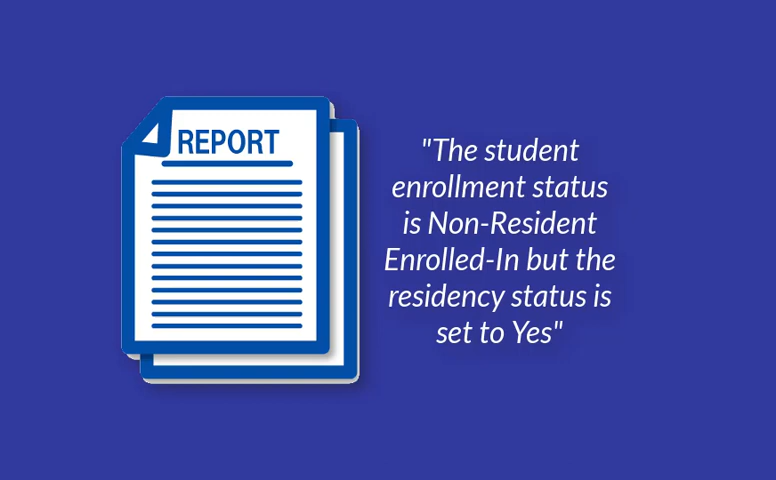 REPORT
"The student
enrollment status
is Non-Resident
Enrolled-In but the
residency status is
set to Yes"